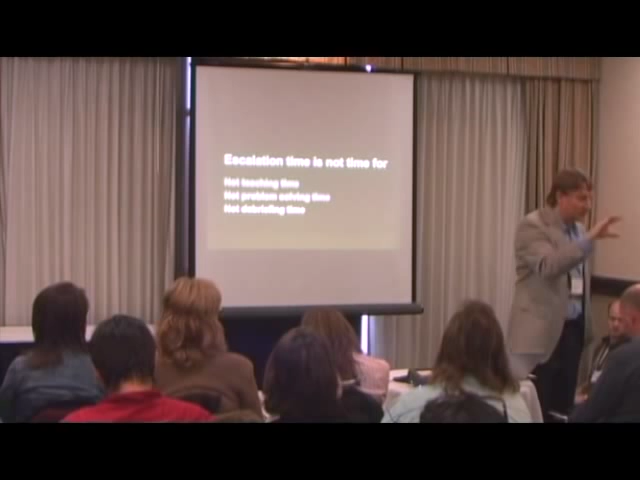 Escalation time is not time for
Not teaching time
Not problem solving time
Not debriefing time